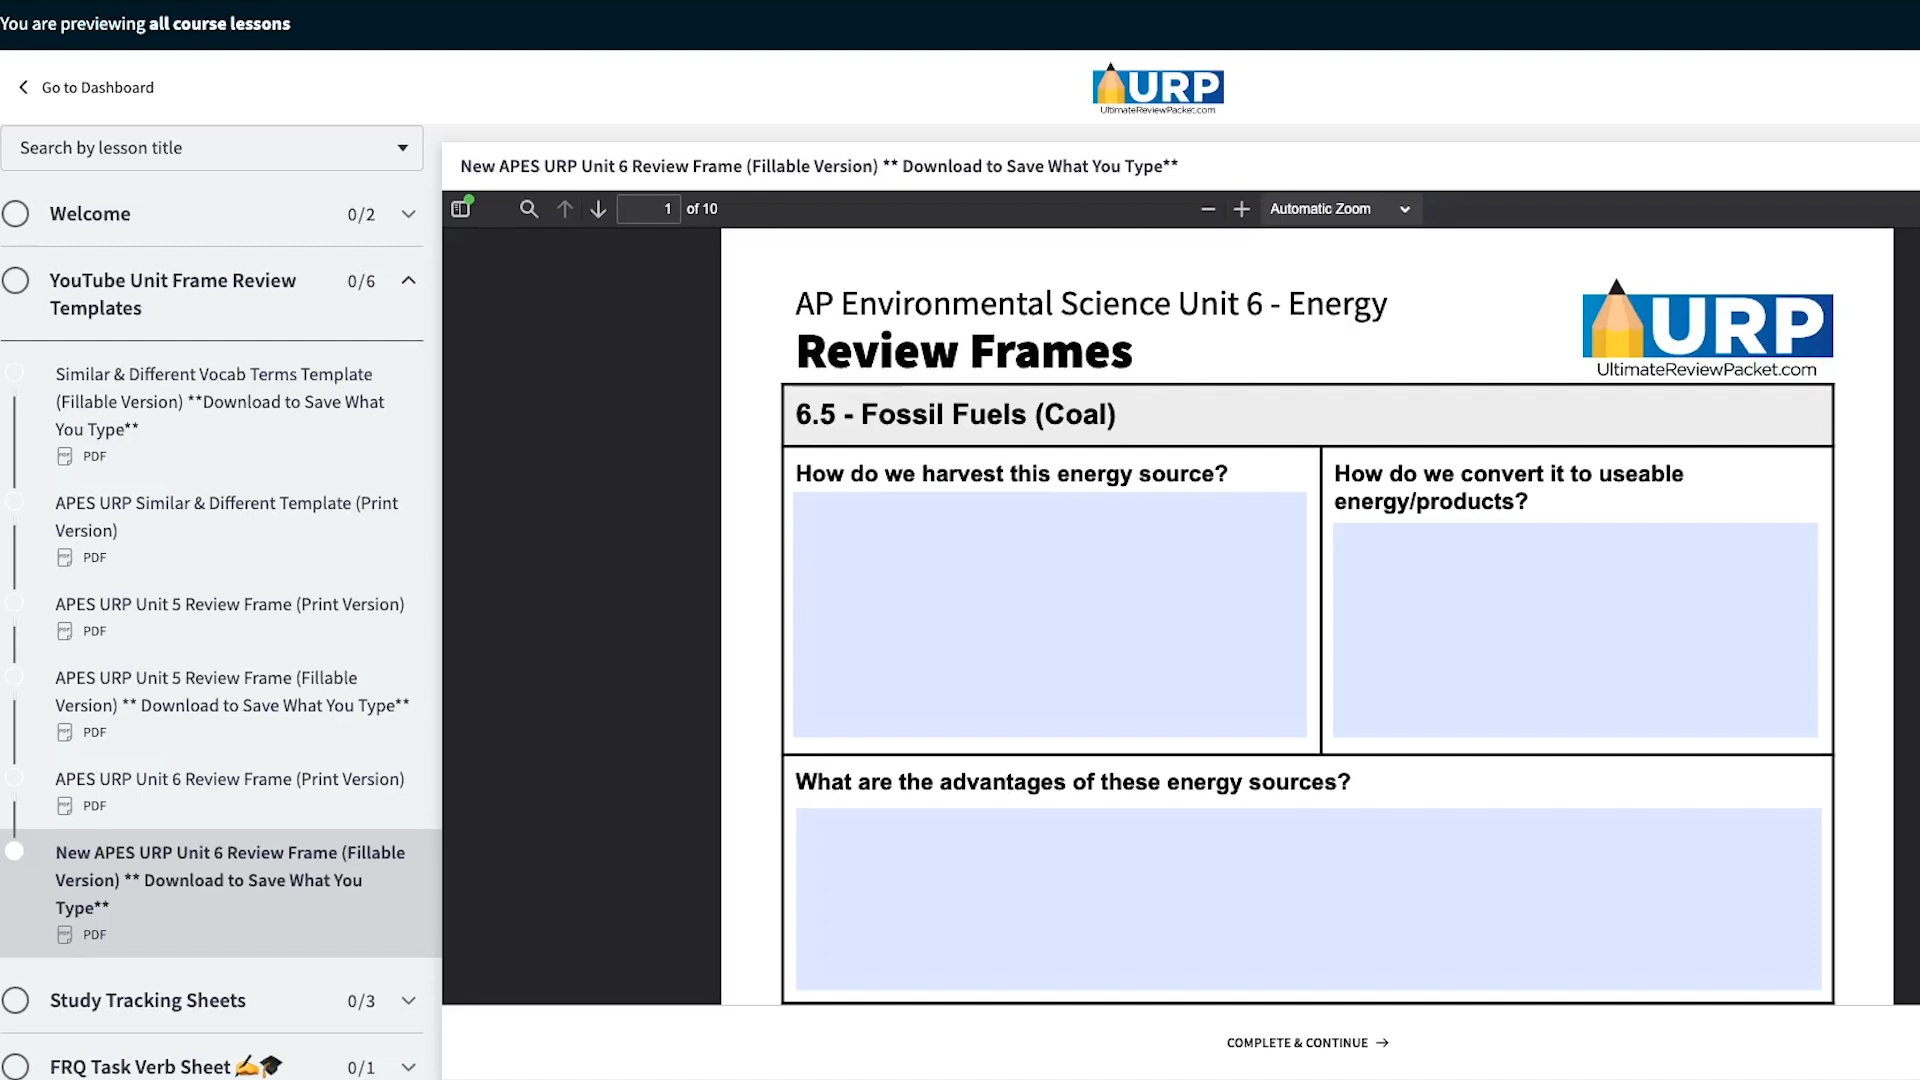 You are previewing all course lessons
Go to Dashboard
URP
UltimateReviewPacket.com
Search by lesson title
Welcome 0/2
YouTube Unit Frame Review 0/6
Templates
Similar & Different Vocab Terms Template
(Fillable Version) **Download to Save What
You Type**
PDF
APES URP Similar & Different Template (Print
Version)
PDF
APES URP Unit 5 Review Frame (Print Version)
PDF
APES URP Unit 5 Review Frame (Fillable
Version) ** Download to Save What You Type**
PDF
APES URP Unit 6 Review Frame (Print Version)
PDF
New APES URP Unit 6 Review Frame (Fillable
Version) ** Download to Save What You
Type**
PDF
Study Tracking Sheets 0/3
FRQ Task Verb Sheet ✍️🎓 0/1
New APES URP Unit 6 Review Frame (Fillable Version) ** Download to Save What You Type**
1 of 10
Automatic Zoom
AP Environmental Science Unit 6 - Energy
Review Frames
URP
UltimateReviewPacket.com
6.5 - Fossil Fuels (Coal)
How do we harvest this energy source?
How do we convert it to useable
energy/products?
What are the advantages of these energy sources?
COMPLETE & CONTINUE →